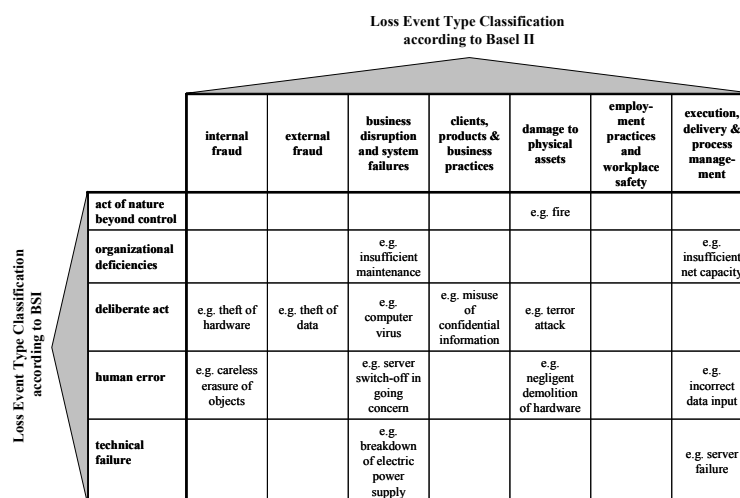 Loss Event Type Classification
according to Basel II
internal
fraud
external
fraud
business
disruption
and system
failures
clients,
products &
business
practices
damage to
physical
assets
employ-
ment
practices
and
workplace
safety
execution,
delivery &
process
manage-
ment
Loss Event Type Classification
according to BSI
act of nature
beyond control
e.g. fire
organizational
deficiencies
e.g.
insufficient
maintenance
e.g.
insufficient
net capacity
deliberate act
e.g. theft of
hardware
e.g. theft of
data
e.g.
computer
virus
e.g. misuse
of
confidential
information
e.g. terror
attack
human error
e.g. careless
erasure of
objects
e.g. server
switch-off in
going
concern
e.g.
negligent
demolition
of hardware
e.g.
incorrect
data input
technical
failure
e.g.
breakdown
of electric
power
supply
e.g. server
failure